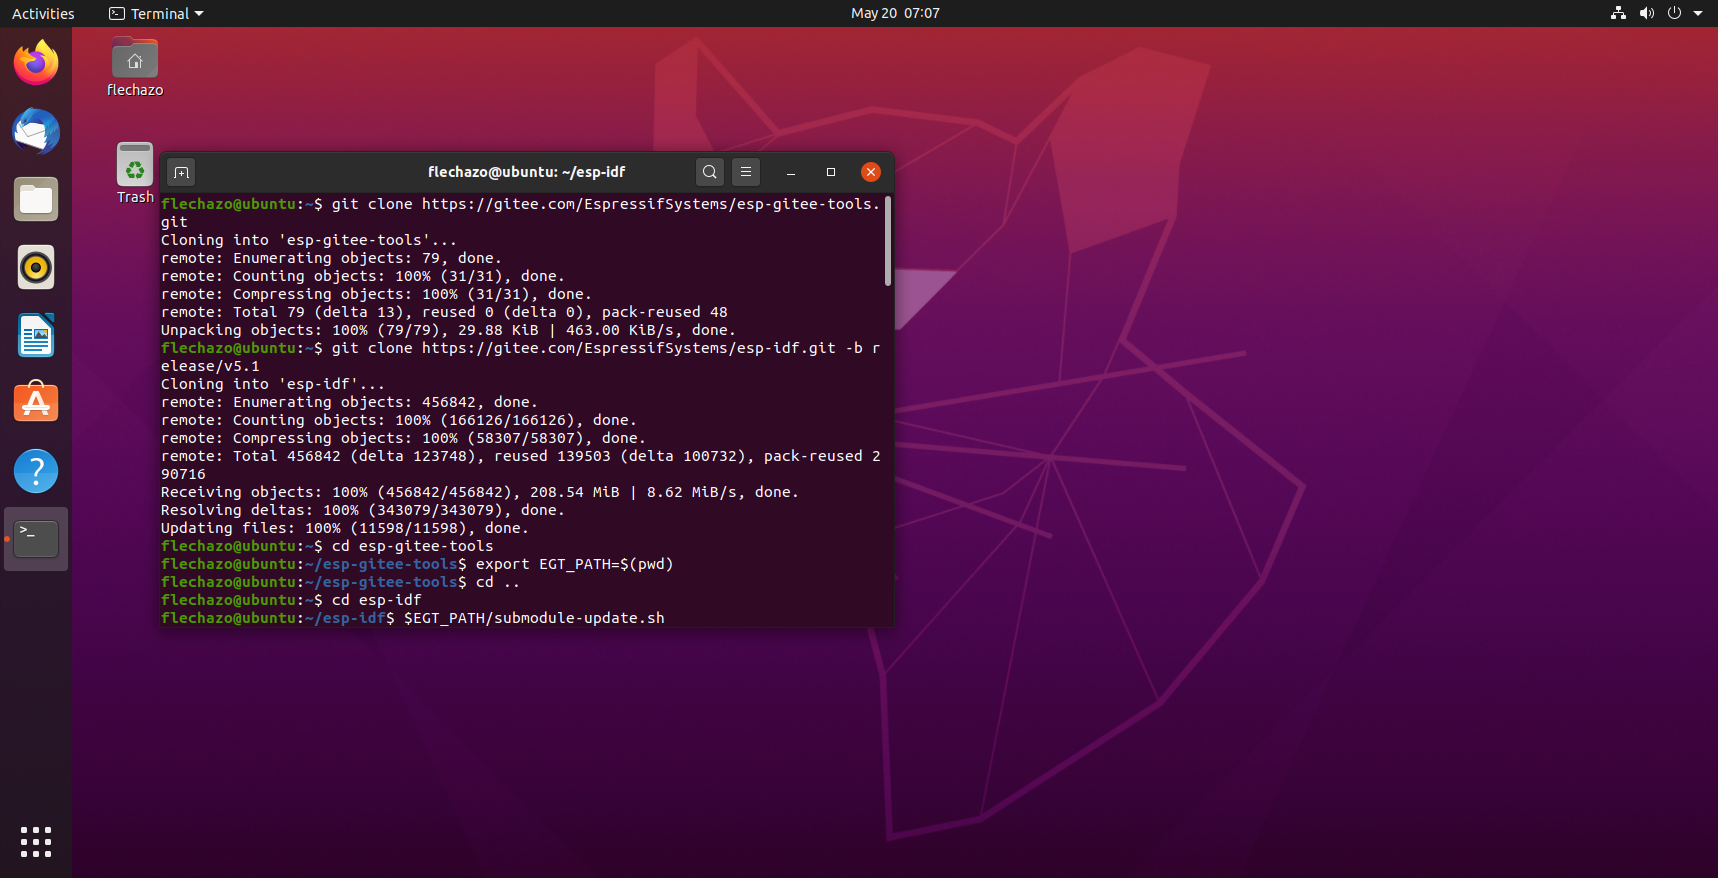 Activities
Terminal
May 20 07:07
flechazo
Trash
flechazo@ubuntu: ~/esp-idf
flechazo@ubuntu:~$ git clone https://gitee.com/EspressifSystems/esp-gitee-tools.
git
Cloning into 'esp-gitee-tools'...
remote: Enumerating objects: 79, done.
remote: Counting objects: 100% (31/31), done.
remote: Compressing objects: 100% (31/31), done.
remote: Total 79 (delta 13), reused 0 (delta 0), pack-reused 48
Unpacking objects: 100% (79/79), 29.88 KiB | 463.00 KiB/s, done.
flechazo@ubuntu:~$ git clone https://gitee.com/EspressifSystems/esp-idf.git -b r
elease/v5.1
Cloning into 'esp-idf'...
remote: Enumerating objects: 456842, done.
remote: Counting objects: 100% (166126/166126), done.
remote: Compressing objects: 100% (58307/58307), done.
remote: Total 456842 (delta 123748), reused 139503 (delta 100732), pack-reused 2
90716
Receiving objects: 100% (456842/456842), 208.54 MiB | 8.62 MiB/s, done.
Resolving deltas: 100% (343079/343079), done.
Updating files: 100% (11598/11598), done.
flechazo@ubuntu:~$ cd esp-gitee-tools
flechazo@ubuntu:~/esp-gitee-tools$ export EGT_PATH=$(pwd)
flechazo@ubuntu:~/esp-gitee-tools$ cd ..
flechazo@ubuntu:~$ cd esp-idf
flechazo@ubuntu:~/esp-idf$ $EGT_PATH/submodule-update.sh